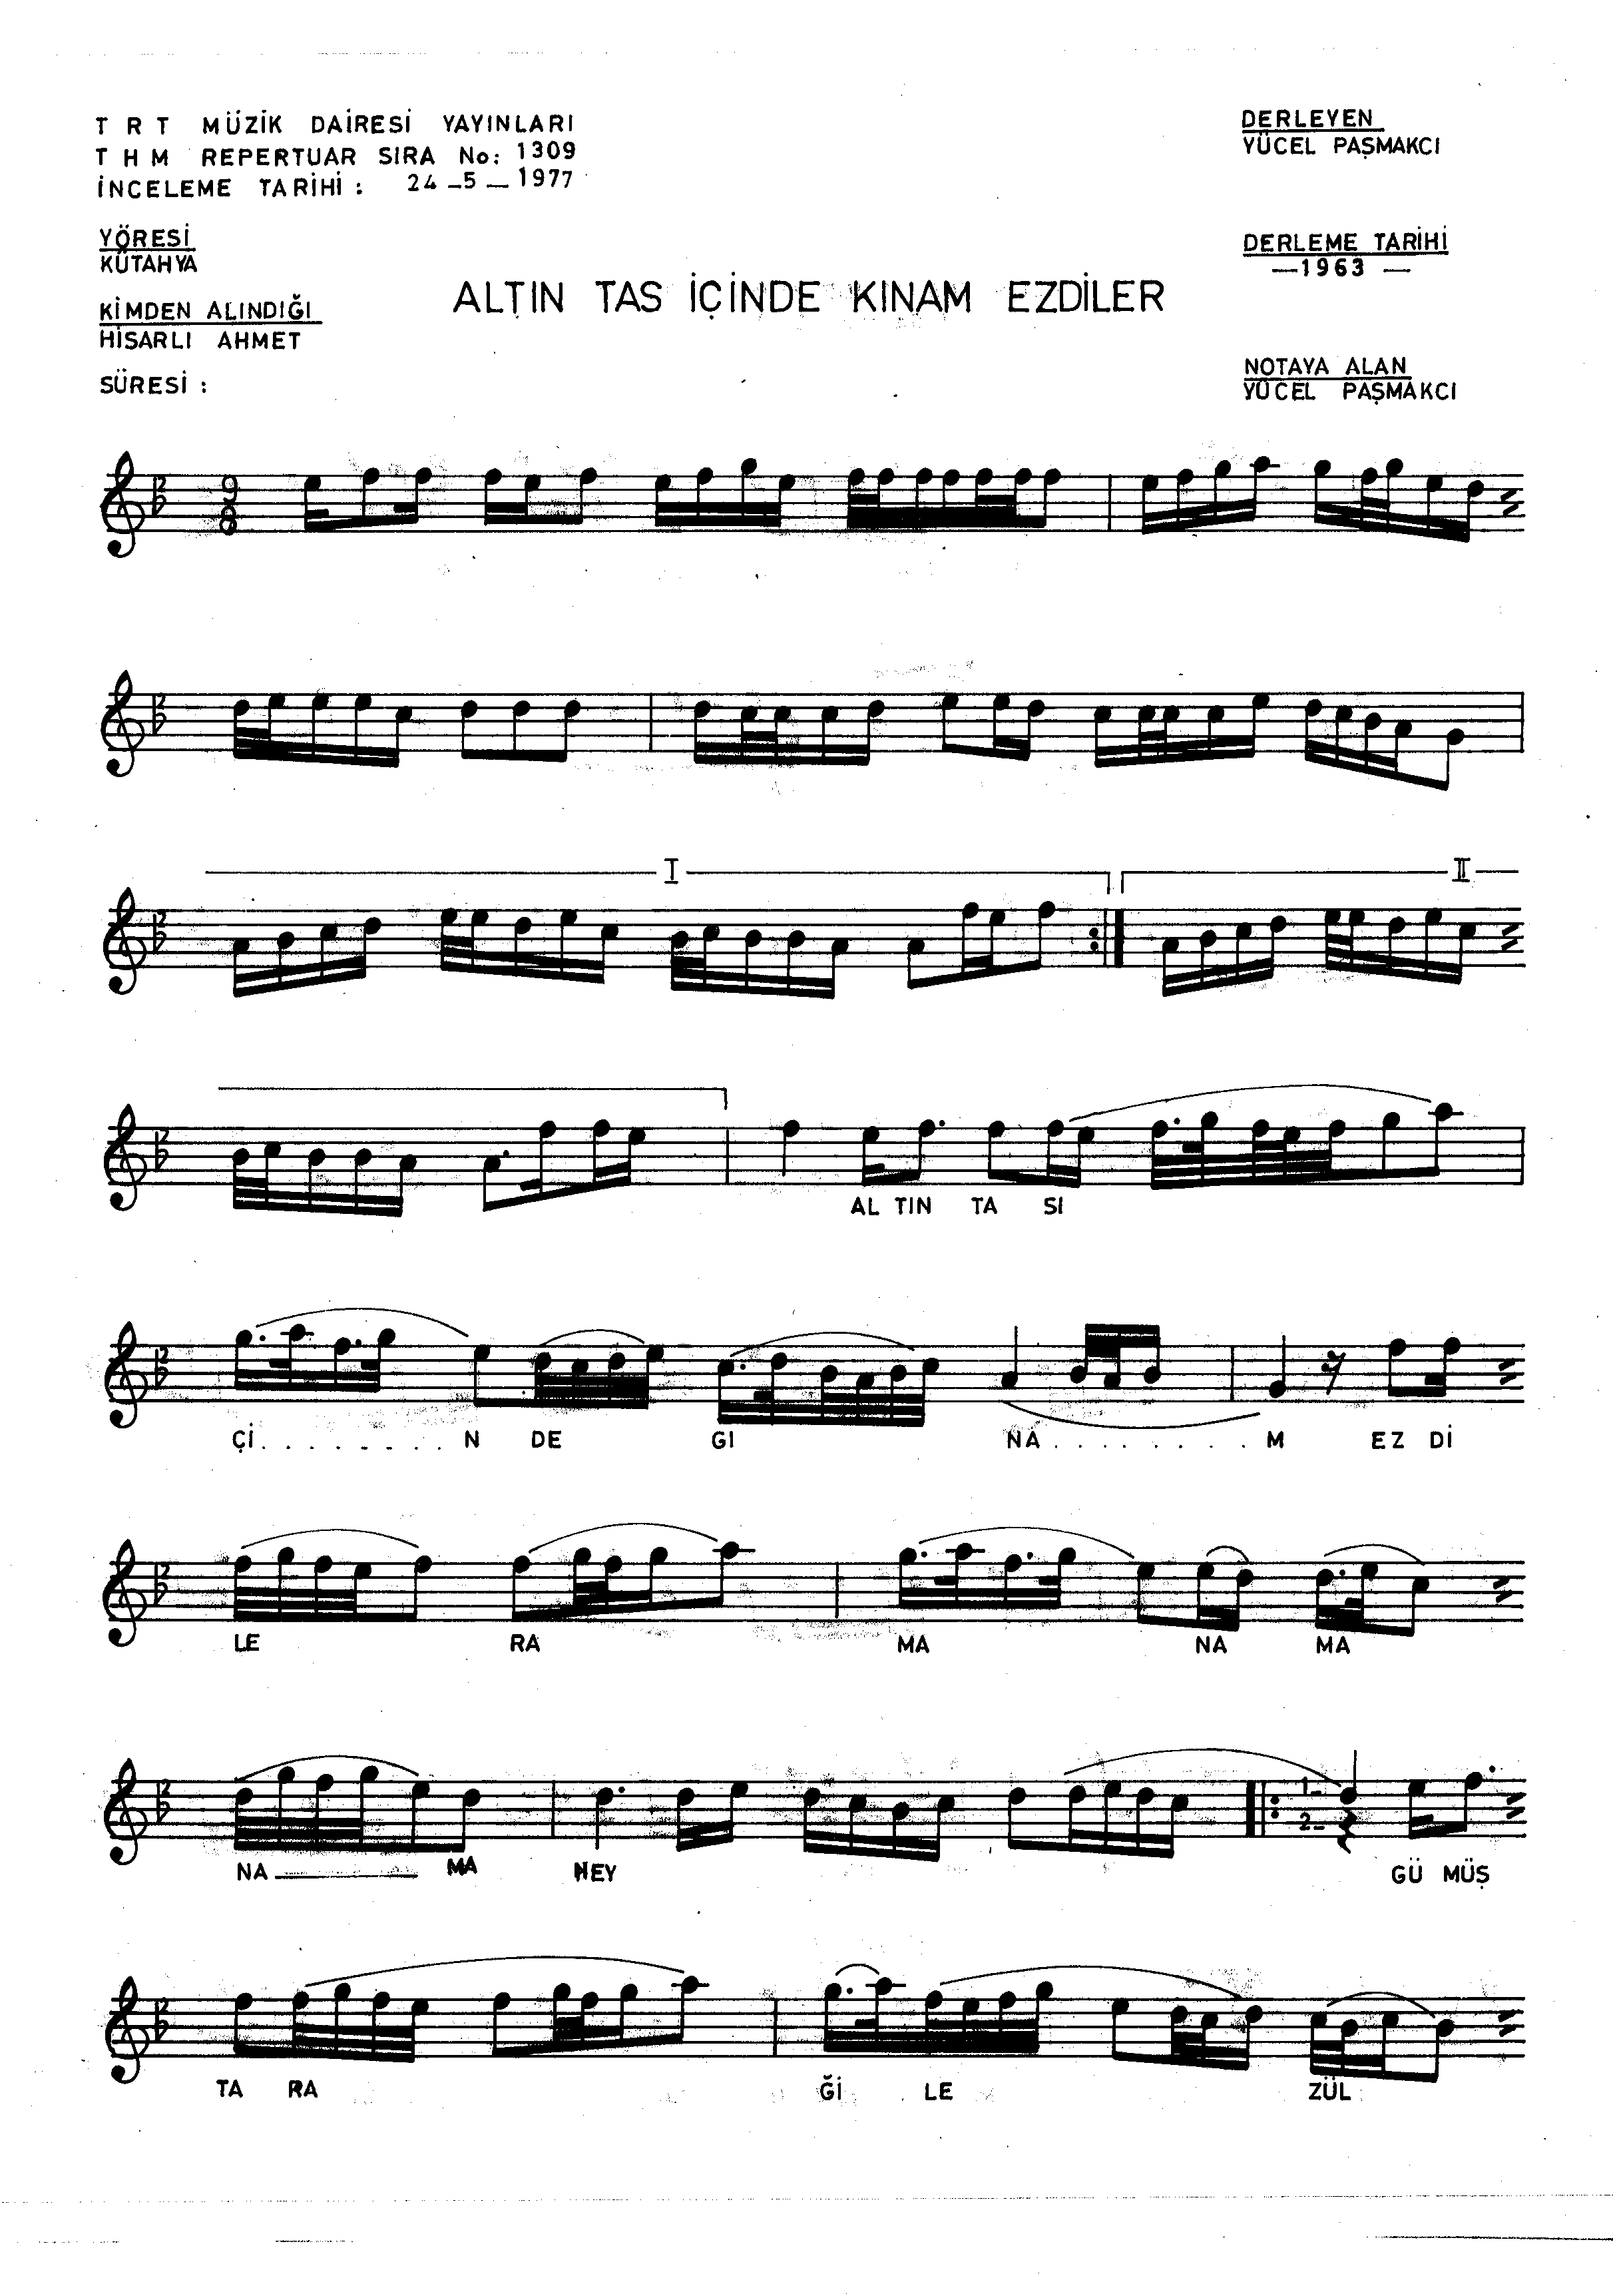 T R T MÜZİK DAİRESİ YAYINLARI
T H M REPERTUAR SIRA No: 1309
İNCELEME TARİHİ : 24 _5 _ 1977
DERLEYEN
YÜCEL PAŞMAKCI
YÖRESİ
KÜTAHYA
DERLEME TARİHİ
—1963 —
ALTIN TAS İÇİNDE KINAM EZDİLER
KİMDEN ALINDIĞI
HİSARLI AHMET
NOTAYA ALAN
YÜCEL PAŞMAKCI
SÜRESİ :
9
8
I II
AL TIN TA SI
Çİ. . . . . . . . N DE GI NA . . . . . . . . M EZ Dİ
LE RA MA NA MA
1-
2-
NA MA HEY GÜ MÜŞ
TA RA Ğİ LE ZÜL